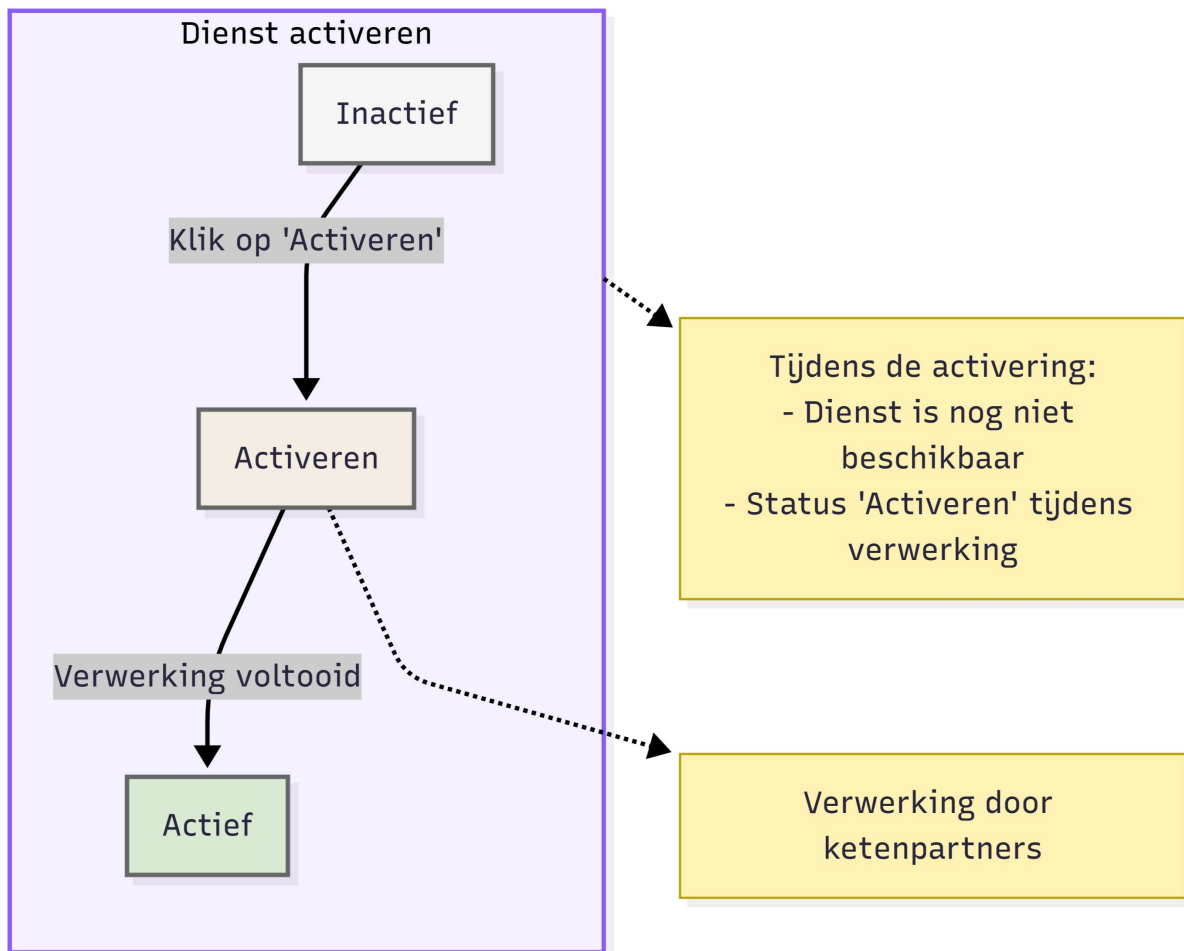 Dienst activeren
Inactief
Klik op 'Activeren'
Tijdens de activering:
- Dienst is nog niet
beschikbaar
- Status 'Activeren' tijdens
verwerking
Activeren
Verwerking voltooid
Actief
Verwerking door
ketenpartners